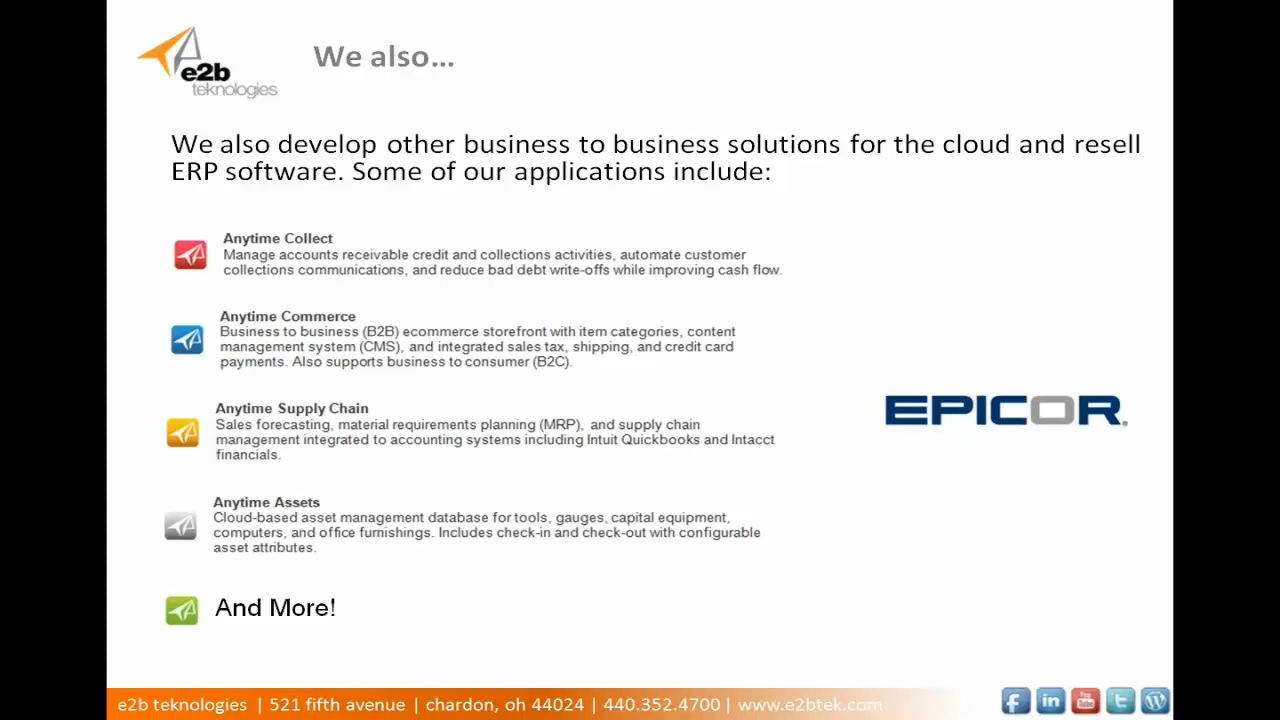 e2b
teknologies
We also...
We also develop other business to business solutions for the cloud and resell
ERP software. Some of our applications include:
Anytime Collect
Manage accounts receivable credit and collections activities, automate customer
collections communications, and reduce bad debt write-offs while improving cash flow.
Anytime Commerce
Business to business (B2B) ecommerce storefront with item categories, content
management system (CMS), and integrated sales tax, shipping, and credit card
payments. Also supports business to consumer (B2C).
Anytime Supply Chain
Sales forecasting, material requirements planning (MRP), and supply chain
management integrated to accounting systems including Intuit Quickbooks and Intacct
financials.
EPICOR.
Anytime Assets
Cloud-based asset management database for tools, gauges, capital equipment,
computers, and office furnishings. Includes check-in and check-out with configurable
asset attributes.
And More!
e2b teknologies | 521 fifth avenue | chardon, oh 44024 | 440.352.4700 | www.e2btek.com
f in You Tube t W